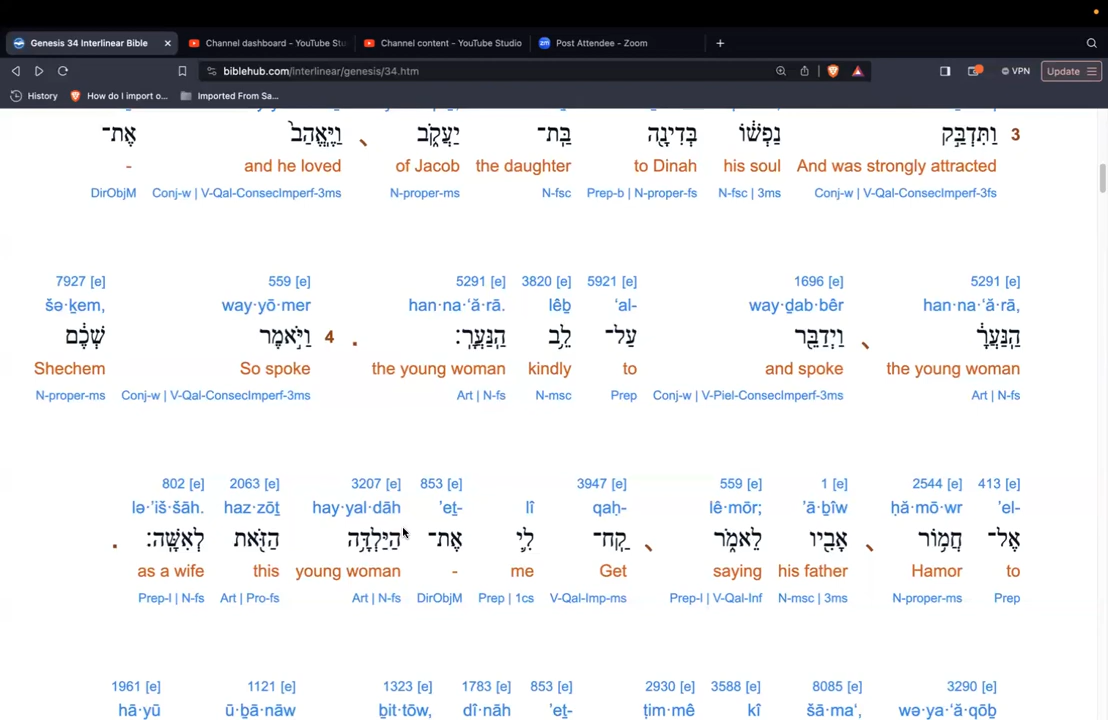 Genesis 34 Interlinear Bible × Channel dashboard - YouTube Stu Channel content - YouTube Studio Post Attendee - Zoom +
biblehub.com/interlinear/genesis/34.htm VPN Update
History How do I import o... Imported From Sa...
3 וַתִּדְבַּ֣ק נַפְשׁ֔וֹ בְּדִינָ֖ה בַּֽת־ יַעֲקֹ֑ב 、 וַיֶּֽאֱהַב֙ אֶת־
- and he loved of Jacob the daughter to Dinah his soul And was strongly attracted
DirObjM Conj-w | V-Qal-ConsecImperf-3ms N-proper-ms N-fsc Prep-b | N-proper-fs N-fsc | 3ms Conj-w | V-Qal-ConsecImperf-3fs
7927 [e] 559 [e] 5291 [e] 3820 [e] 5921 [e] 1696 [e] 5291 [e]
šə·ḵem, way·yō·mer han·na·‘ă·rā. lêḇ ‘al- way·ḏab·bêr han·na·‘ă·rā,
הַֽנַּעֲרָ֔ 、 וַיְדַבֵּ֖ר עַל־ לֵ֥ב הַֽנַּעֲרָֽ׃ . 4 וַיֹּ֣אמֶר שְׁכֶ֔ם
Shechem So spoke the young woman kindly to and spoke the young woman
N-proper-ms Conj-w | V-Qal-ConsecImperf-3ms Art | N-fs N-msc Prep Conj-w | V-Piel-ConsecImperf-3ms Art | N-fs
802 [e] 2063 [e] 3207 [e] 853 [e] 3947 [e] 559 [e] 1 [e] 2544 [e] 413 [e]
lə·’iš·šāh. haz·zōṯ hay·yal·dāh ’eṯ- lî qaḥ- lê·mōr; ’ā·ḇîw ḥă·mō·wr ’el-
אֶל־ חֲמ֥וֹר 、 אָבִ֖יו לֵאמֹ֑ר 、 קַֽח־ לִ֛י אֶת־ הַיַּלְדָּ֥ה הַזֹּ֖את לְאִשָּֽׁה׃ .
as a wife this young woman - me Get saying his father Hamor to
Prep-l | N-fs Art | Pro-fs Art | N-fs DirObjM Prep | 1cs V-Qal-Imp-ms Prep-l | V-Qal-Inf N-msc | 3ms N-proper-ms Prep
1961 [e] 1121 [e] 1323 [e] 1783 [e] 853 [e] 2930 [e] 3588 [e] 8085 [e] 3290 [e]
hā·yū ū·ḇā·nāw ḇit·tōw, dî·nāh ’eṯ- ṭim·mê kî šā·ma‘, wə·ya·‘ă·qōḇ